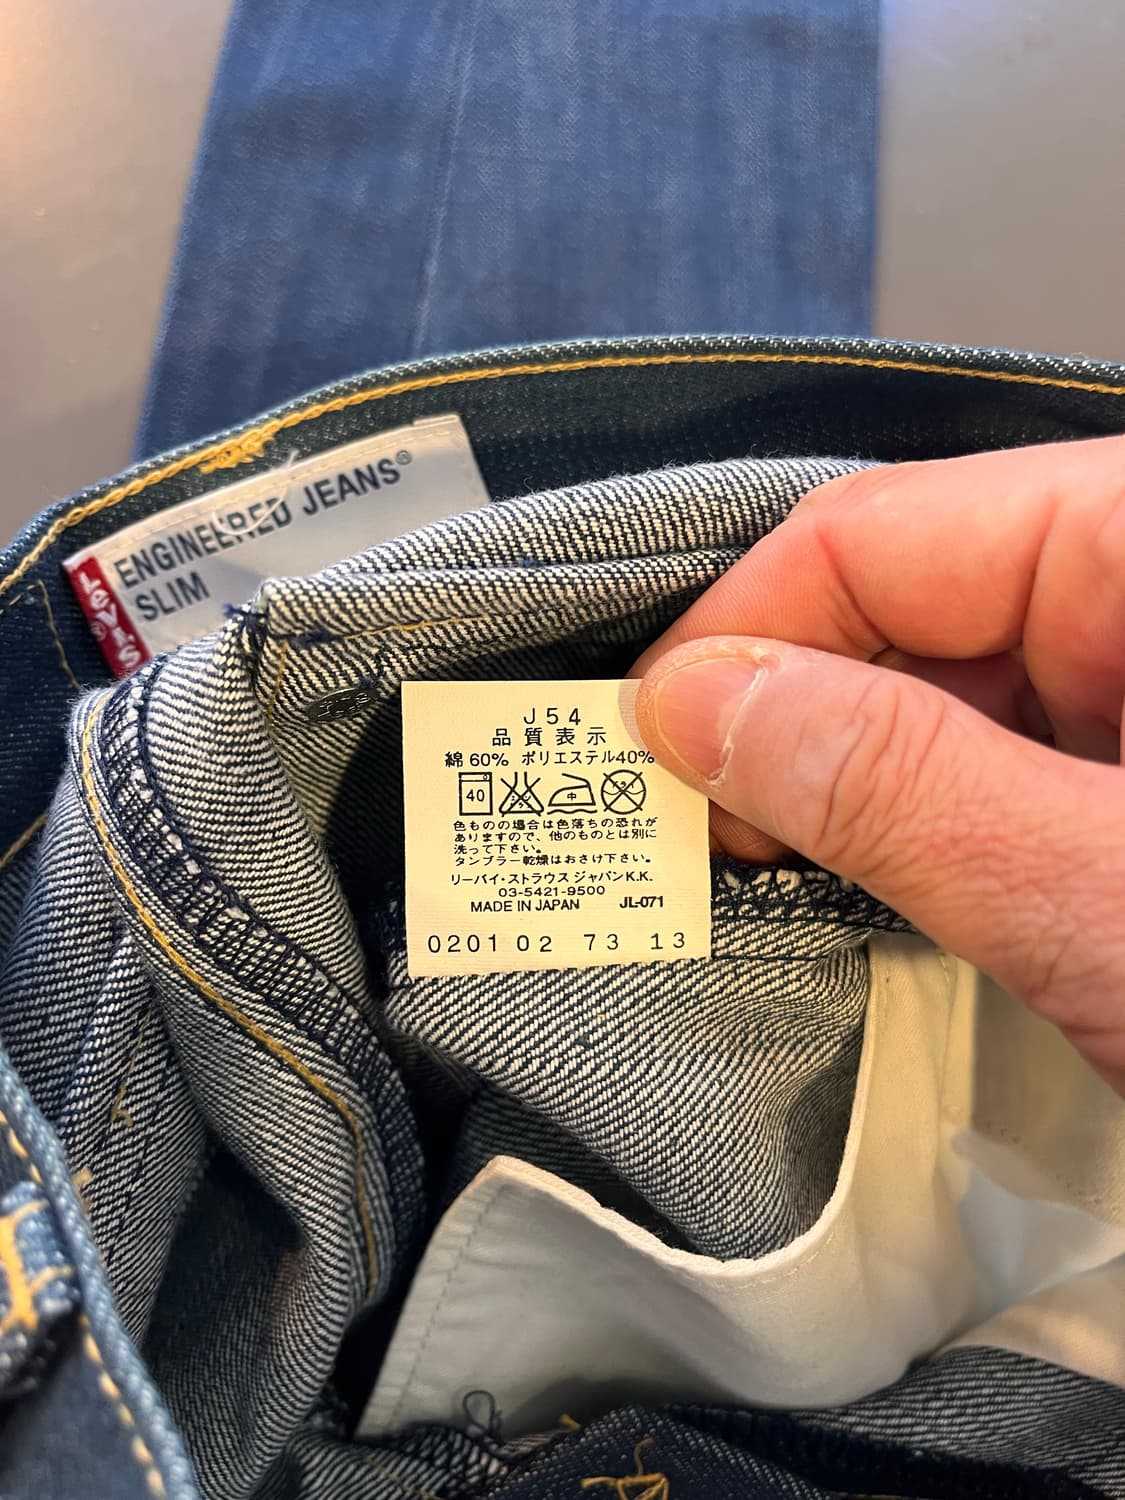 ENGINEERED JEANS®
SLIM
Levi's
®
J54
品質表示
綿 60% ポリエステル40%
40
中
色ものの場合は色落ちの恐れが
ありますので、他のものとは別に
洗って下さい。
タンブラー乾燥はおさけ下さい。
リーバイ・ストラウス ジャパンK.K.
03-5421-9500
MADE IN JAPAN JL-071
0201 02 73 13